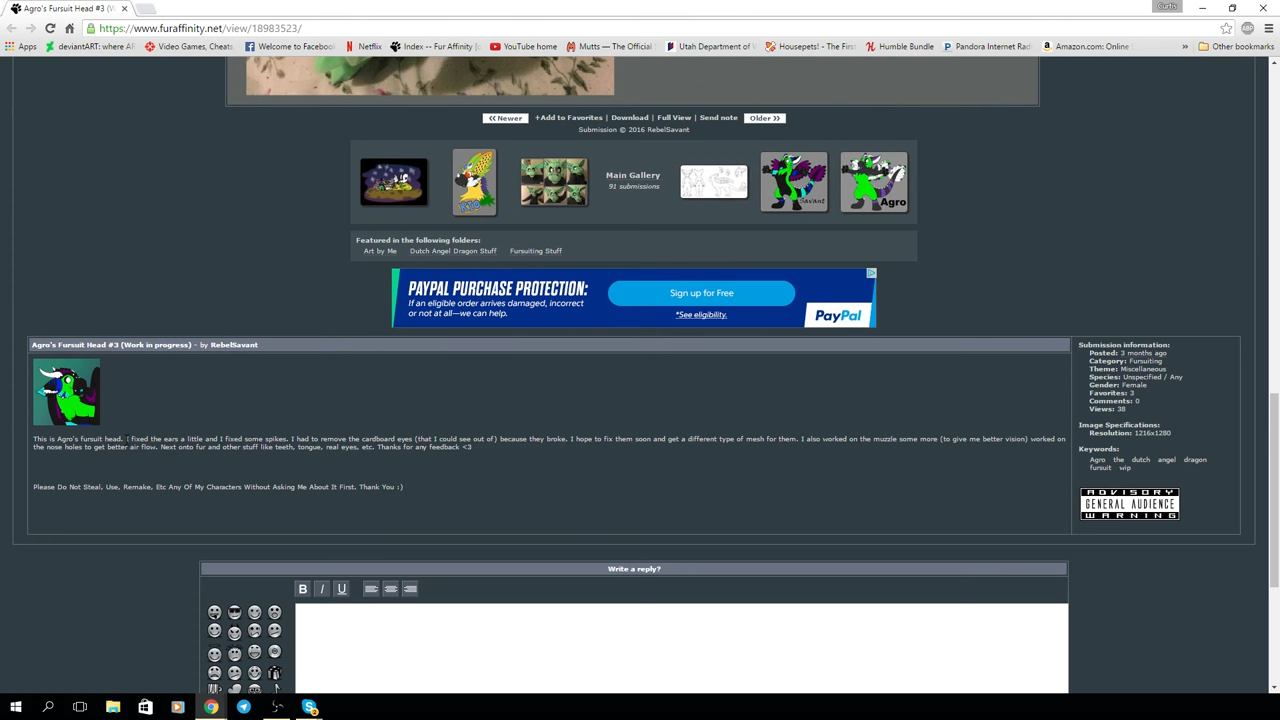 Agro's Fursuit Head #3 (W
Curtis
https://www.furaffinity.net/view/18983523/
Apps deviantART: where AR Video Games, Cheats, Welcome to Facebook Netflix Index -- Fur Affinity [ YouTube home Mutts — The Official Utah Department of Housepets! - The First Humble Bundle Pandora Internet Radi Amazon.com: Online S » Other bookmarks
Newer +Add to Favorites | Download | Full View | Send note Older
Submission © 2016 RebelSavant
Main Gallery
91 submissions
KYO
Savant
Agro
Featured in the following folders:
Art by Me Dutch Angel Dragon Stuff Fursuiting Stuff
PAYPAL PURCHASE PROTECTION:
If an eligible order arrives damaged, incorrect
or not at all—we can help.
Sign up for Free
*See eligibility.
PayPal
Agro's Fursuit Head #3 (Work in progress) - by RebelSavant
This is Agro's fursuit head. I fixed the ears a little and I fixed some spikes. I had to remove the cardboard eyes (that I could see out of) because they broke. I hope to fix them soon and get a different type of mesh for them. I also worked on the muzzle some more (to give me better vision) worked on
the nose holes to get better air flow. Next onto fur and other stuff like teeth, tongue, real eyes, etc. Thanks for any feedback <3
Please Do Not Steal, Use, Remake, Etc Any Of My Characters Without Asking Me About It First. Thank You :)
Submission information:
Posted: 3 months ago
Category: Fursuiting
Theme: Miscellaneous
Species: Unspecified / Any
Gender: Female
Favorites: 3
Comments: 0
Views: 38
Image Specifications:
Resolution: 1216x1280
Keywords:
Agro the dutch angel dragon
fursuit wip
ADVISORY
GENERAL AUDIENCE
WARNING
Write a reply?
B I U